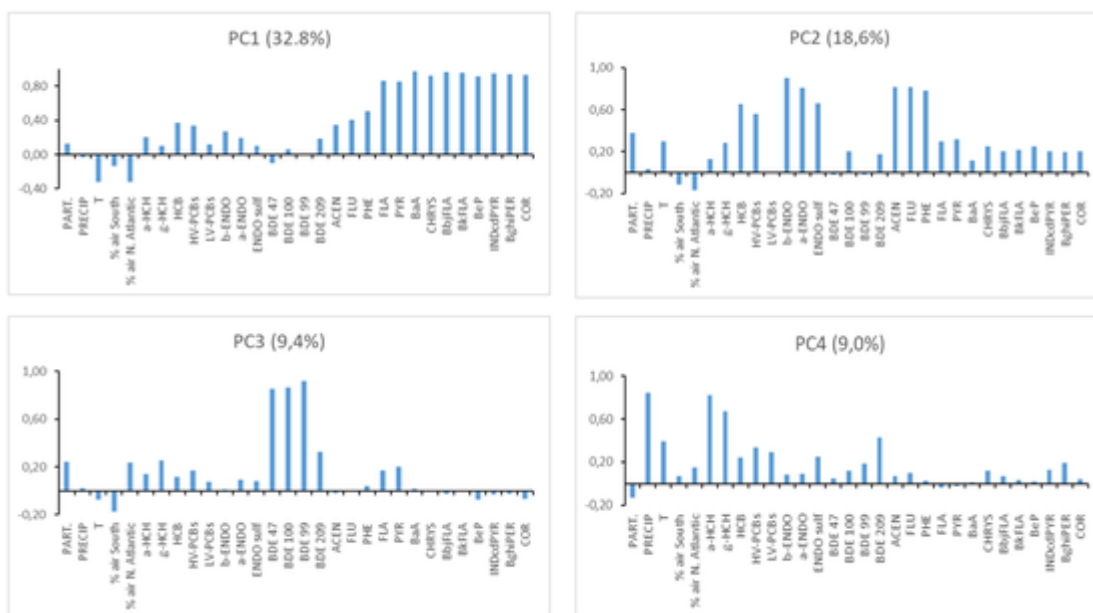 PC1 (32.8%)
0,80
0,40
0,00
-0,40
PART.
PRECIP
T
% air South
% air N. Atlantic
a-HCH
g-HCH
HCB
HV-PCBs
LV-PCBs
b-ENDO
a-ENDO
ENDO sulf
BDE 47
BDE 100
BDE 99
BDE 209
ACEN
FLU
PHE
FLA
PYR
BaA
CHRYS
BbjFLA
BkFLA
BeP
INDcdPYR
BghiPER
COR
PC2 (18,6%)
1,00
0,60
0,20
-0,20
PART.
PRECIP
T
% air South
% air N. Atlantic
a-HCH
g-HCH
HCB
HV-PCBs
LV-PCBs
b-ENDO
a-ENDO
ENDO sulf
BDE 47
BDE 100
BDE 99
BDE 209
ACEN
FLU
PHE
FLA
PYR
BaA
CHRYS
BbjFLA
BkFLA
BeP
INDcdPYR
BghiPER
COR
PC3 (9,4%)
1,00
0,60
0,20
-0,20
PART.
PRECIP
T
% air South
% air N. Atlantic
a-HCH
g-HCH
HCB
HV-PCBs
LV-PCBs
b-ENDO
a-ENDO
ENDO sulf
BDE 47
BDE 100
BDE 99
BDE 209
ACEN
FLU
PHE
FLA
PYR
BaA
CHRYS
BbjFLA
BkFLA
BeP
INDcdPYR
BghiPER
COR
PC4 (9,0%)
1,00
0,60
0,20
-0,20
PART.
PRECIP
T
% air South
% air N. Atlantic
a-HCH
g-HCH
HCB
HV-PCBs
LV-PCBs
b-ENDO
a-ENDO
ENDO sulf
BDE 47
BDE 100
BDE 99
BDE 209
ACEN
FLU
PHE
FLA
PYR
BaA
CHRYS
BbjFLA
BkFLA
BeP
INDcdPYR
BghiPER
COR